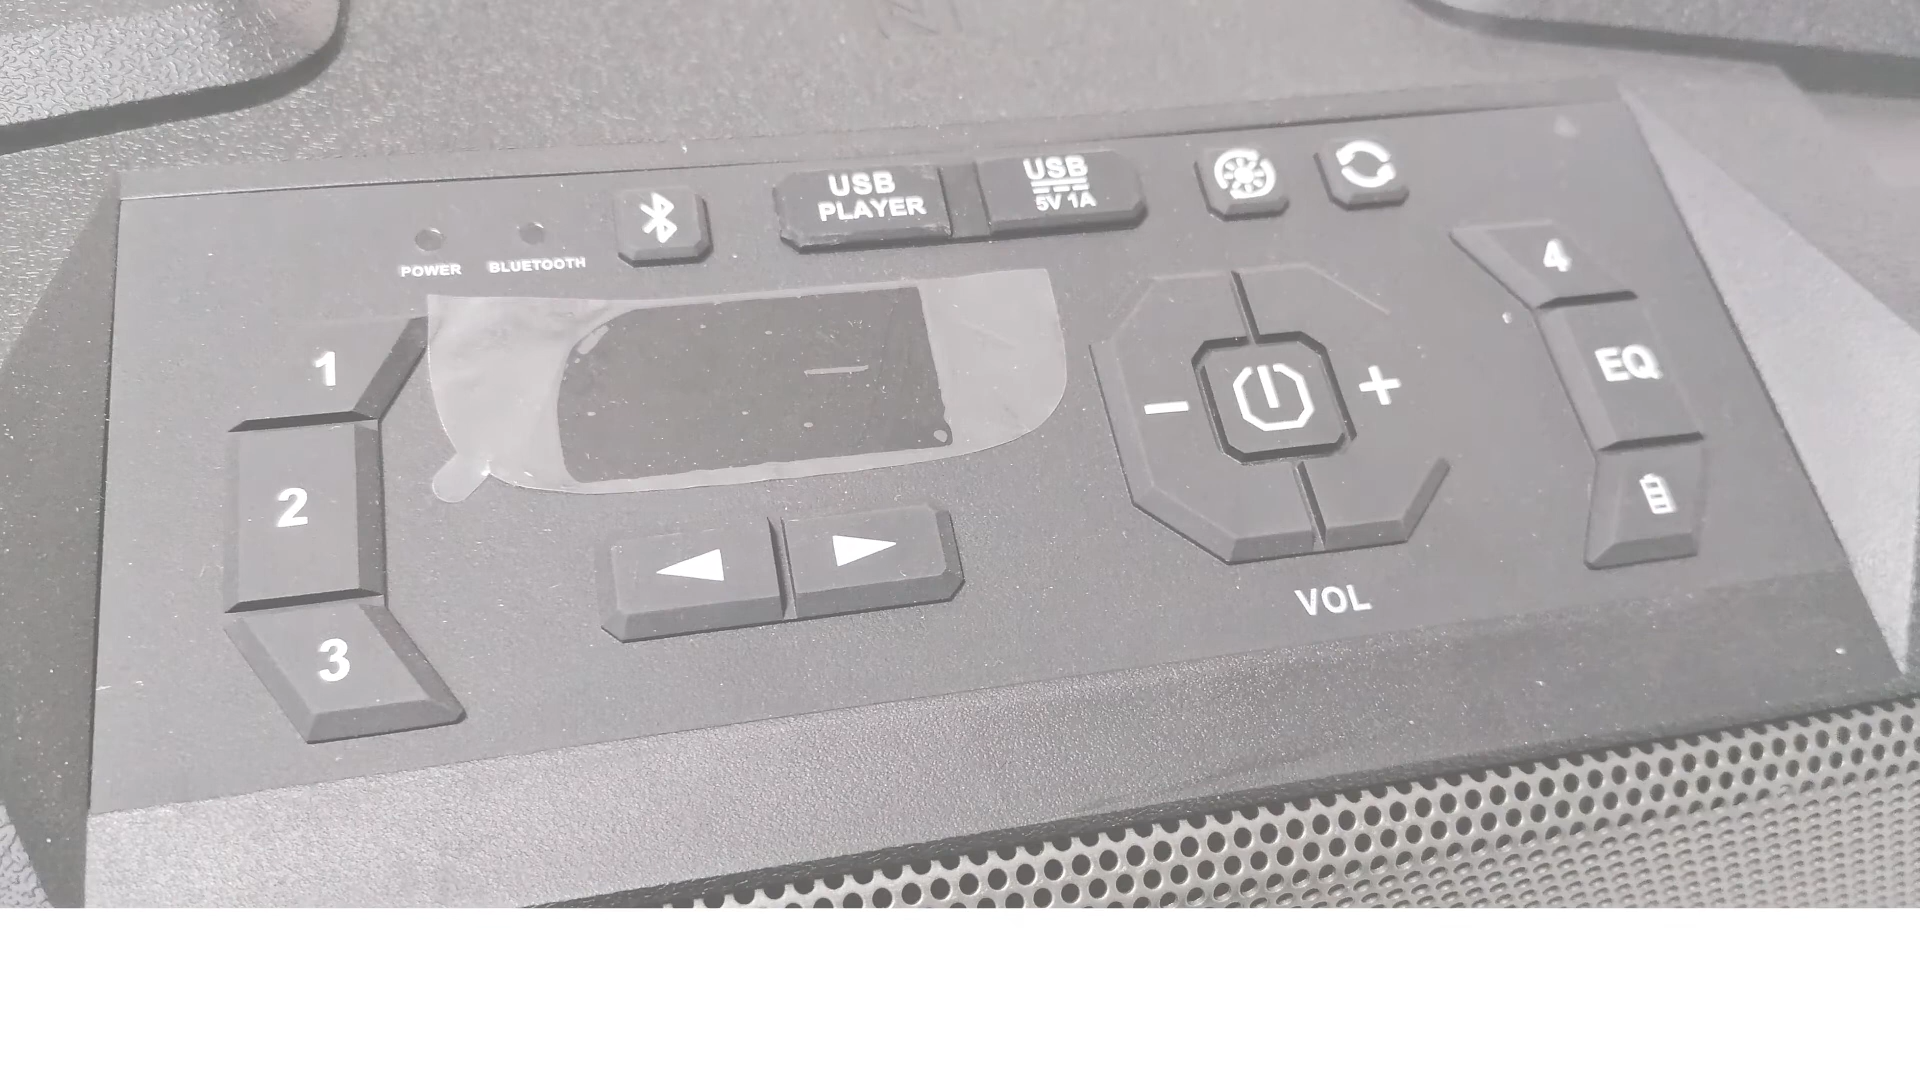 USB
PLAYER
USB
5V 1A
POWER
BLUETOOTH
1
2
3
4
EQ
- +
VOL